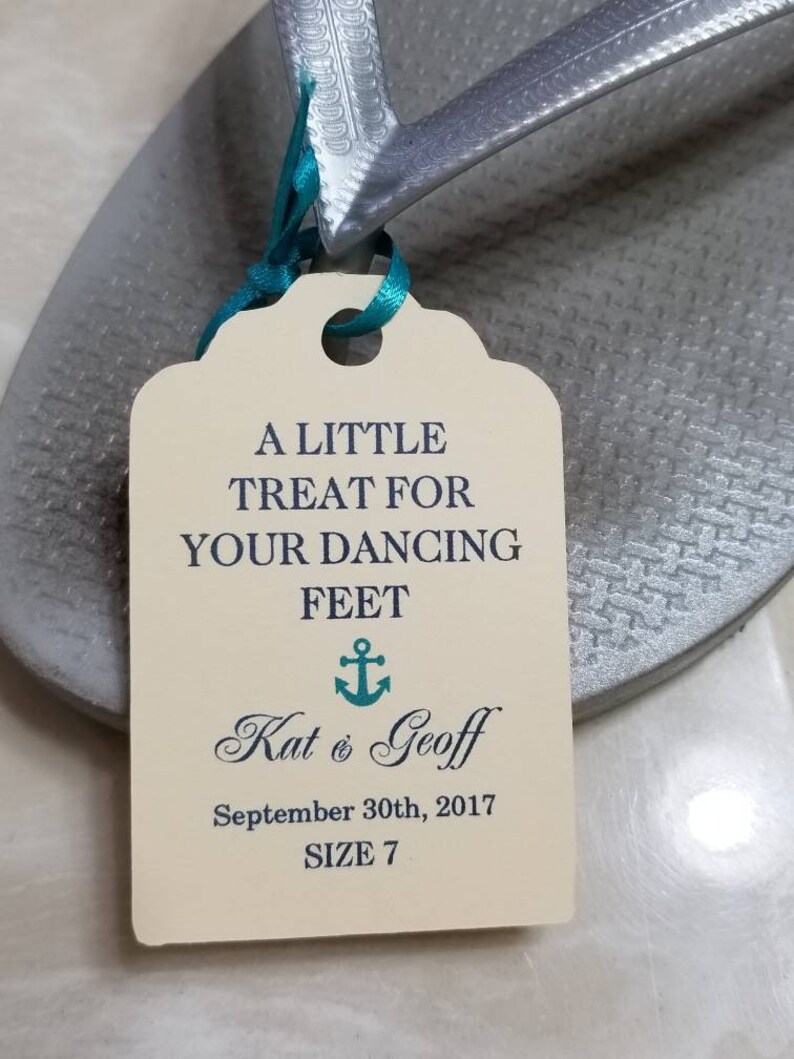 A LITTLE
TREAT FOR
YOUR DANCING
FEET
Kat & Geoff
September 30th, 2017
SIZE 7